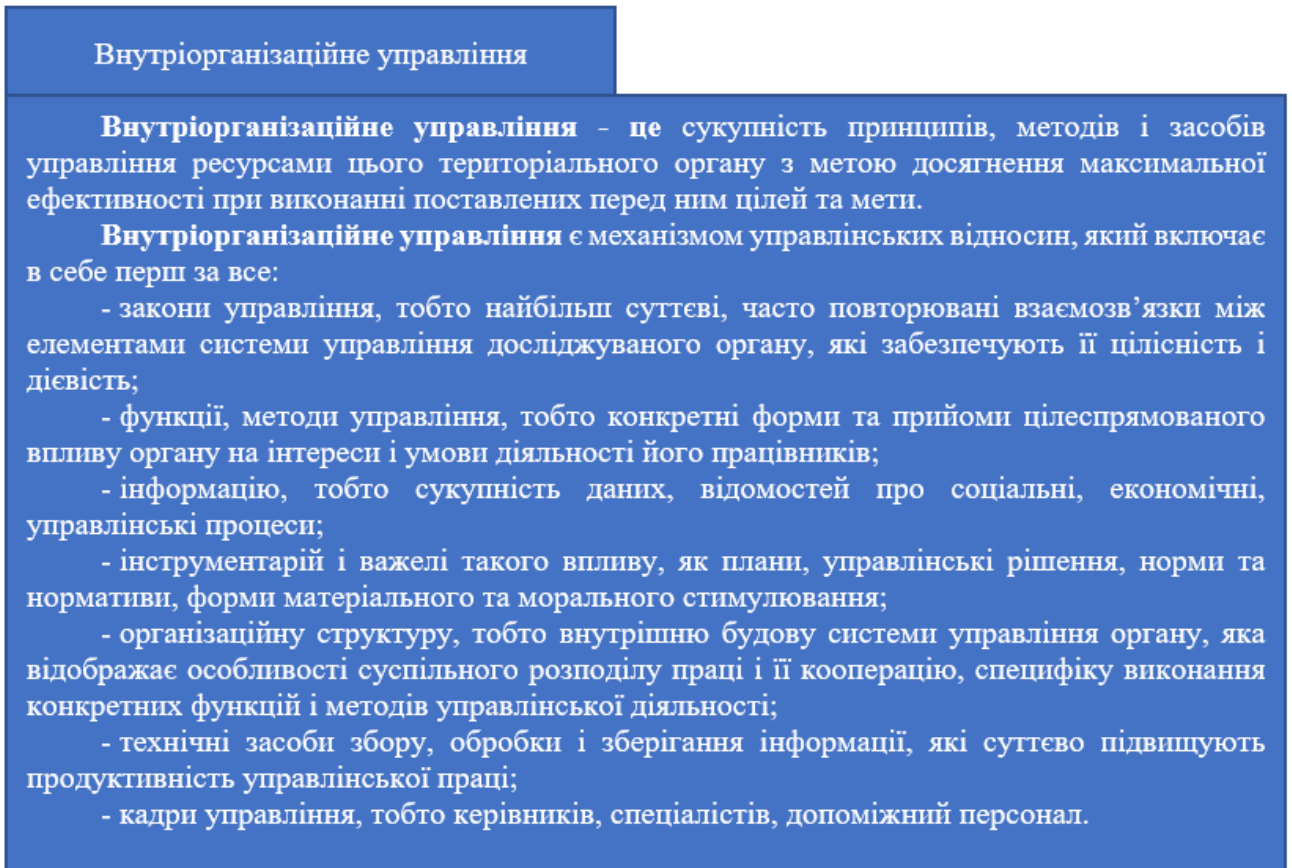 Внутріорганізаційне управління
Внутріорганізаційне управління - це сукупність принципів, методів і засобів
управління ресурсами цього територіального органу з метою досягнення максимальної
ефективності при виконанні поставлених перед ним цілей та мети.
Внутріорганізаційне управління є механізмом управлінських відносин, який включає
в себе перш за все:
- закони управління, тобто найбільш суттєві, часто повторювані взаємозв’язки між
елементами системи управління досліджуваного органу, які забезпечують її цілісність і
дієвість;
- функції, методи управління, тобто конкретні форми та прийоми цілеспрямованого
впливу органу на інтереси і умови діяльності його працівників;
- інформацію, тобто сукупність даних, відомостей про соціальні, економічні,
управлінські процеси;
- інструментарій і важелі такого впливу, як плани, управлінські рішення, норми та
нормативи, форми матеріального та морального стимулювання;
- організаційну структуру, тобто внутрішню будову системи управління органу, яка
відображає особливості суспільного розподілу праці і її кооперацію, специфіку виконання
конкретних функцій і методів управлінської діяльності;
- технічні засоби збору, обробки і зберігання інформації, які суттєво підвищують
продуктивність управлінської праці;
- кадри управління, тобто керівників, спеціалістів, допоміжний персонал.